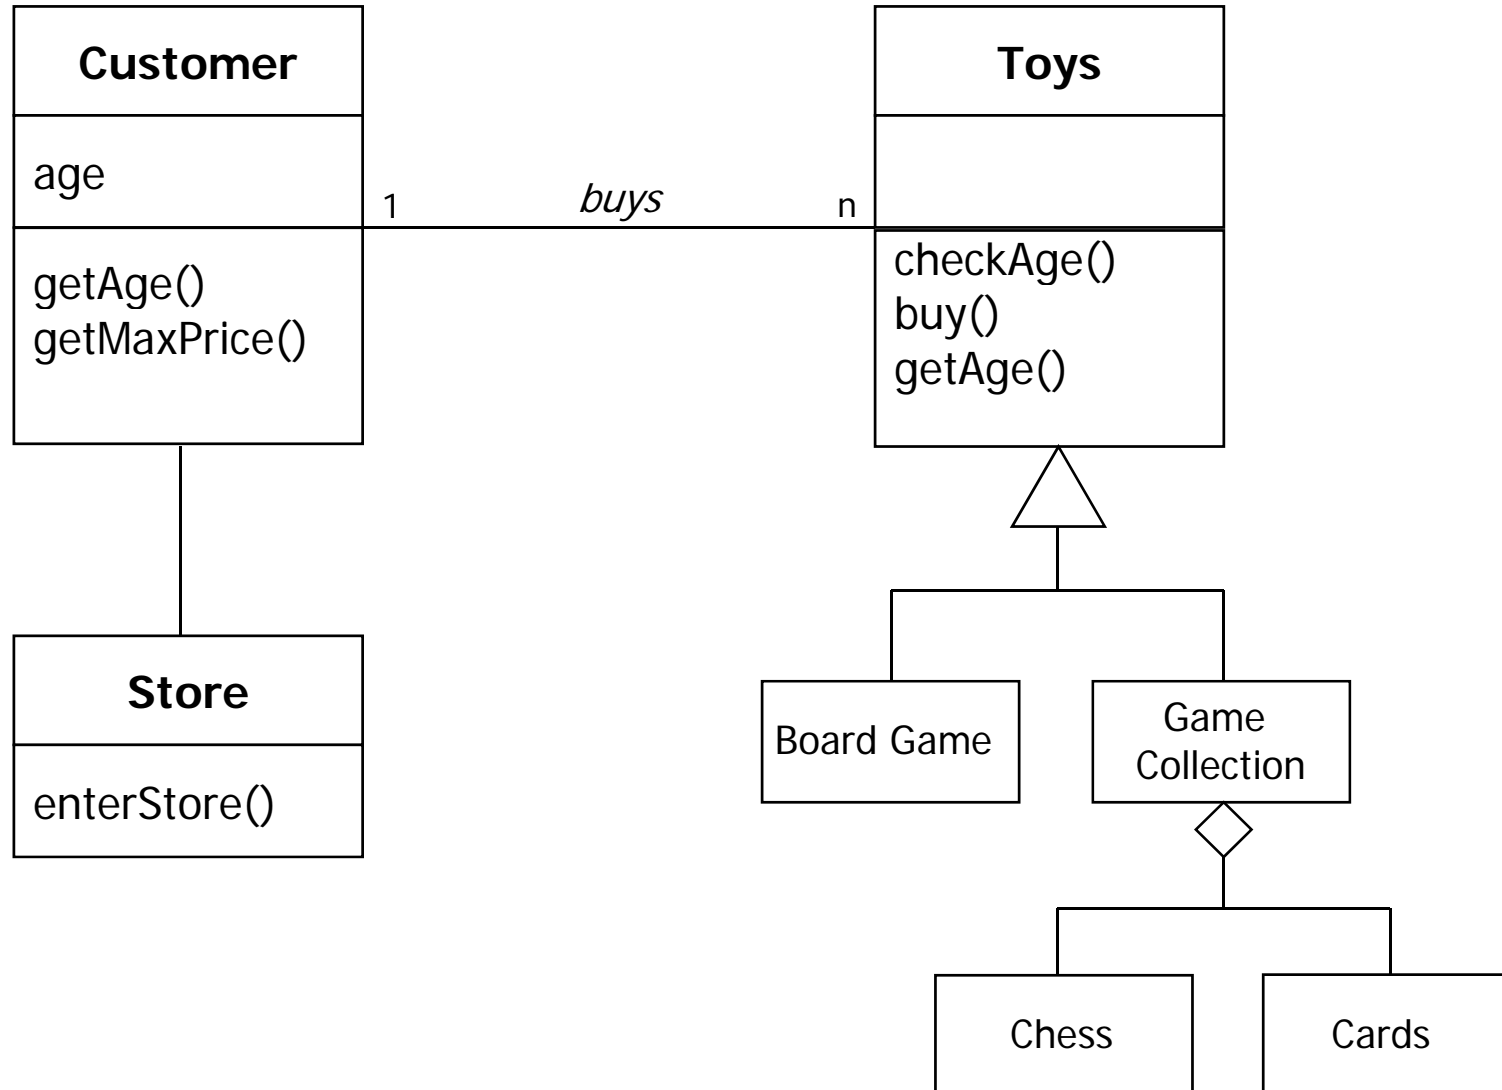 Customer
age
getAge()
getMaxPrice()
1
buys
n
Toys
checkAge()
buy()
getAge()
Store
enterStore()
Board Game
Game
Collection
Chess
Cards